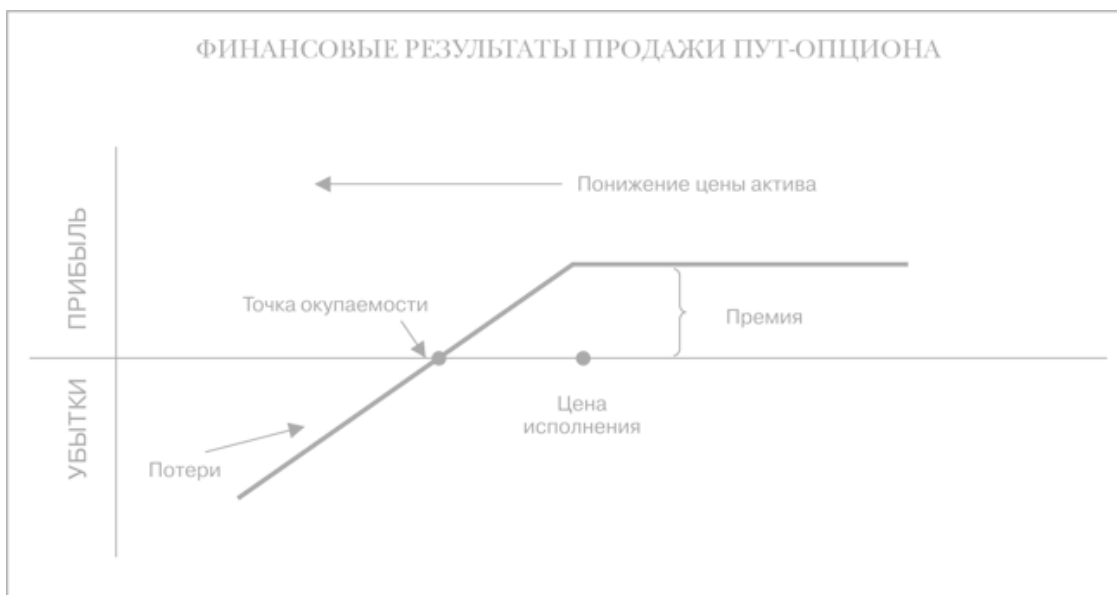 ФИНАНСОВЫЕ РЕЗУЛЬТАТЫ ПРОДАЖИ ПУТ-ОПЦИОНА
Понижение цены актива
ПРИБЫЛЬ
Точка окупаемости
Премия
УБЫТКИ
Цена
исполнения
Потери